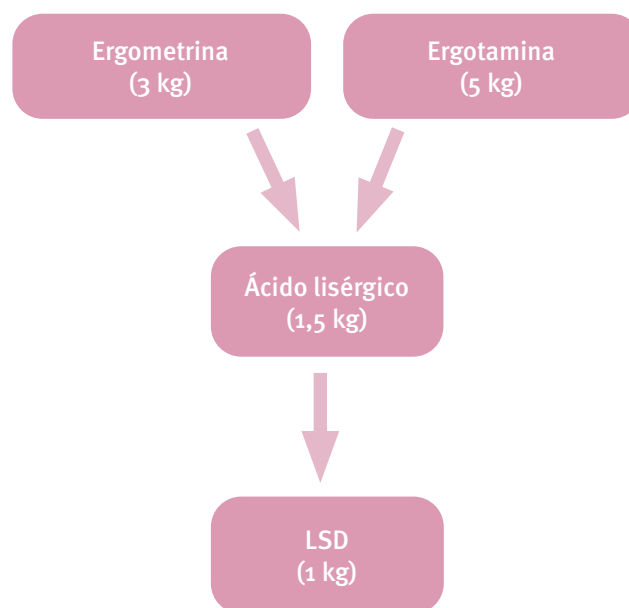 Ergometrina
(3 kg)
Ergotamina
(5 kg)
Ácido lisérgico
(1,5 kg)
LSD
(1 kg)